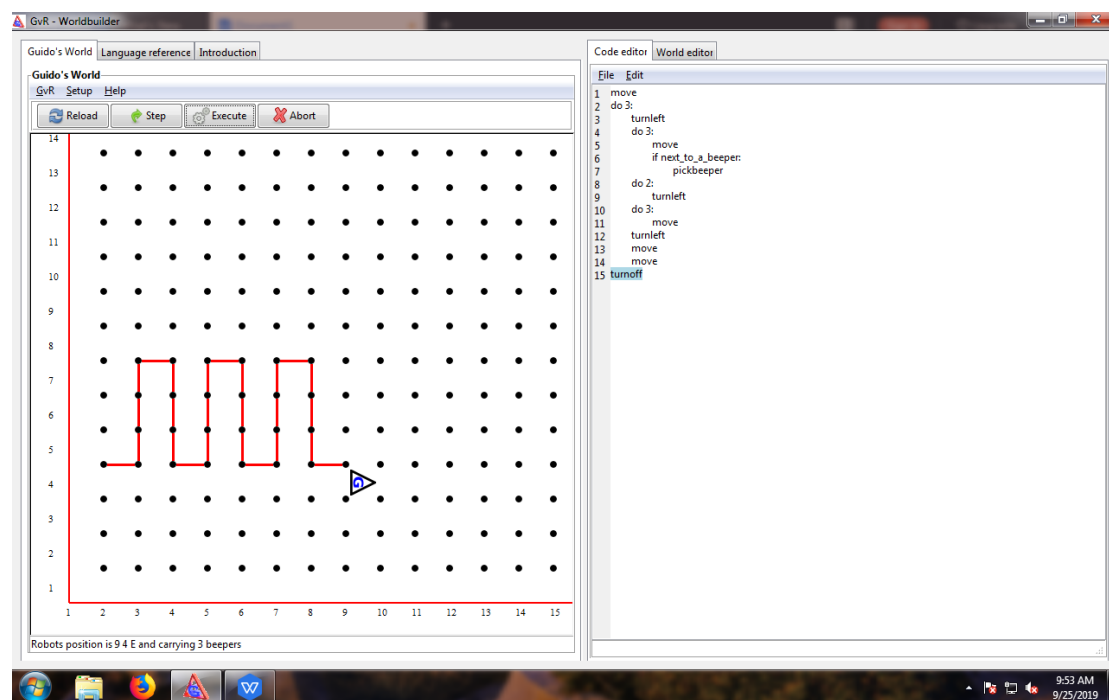 GvR - Worldbuilder
Guido's World Language reference Introduction
Guido's World
GvR Setup Help
Reload Step Execute Abort
14
13
12
11
10
9
8
7
6
5
4
3
2
1
1 2 3 4 5 6 7 8 9 10 11 12 13 14 15
G
Robots position is 9 4 E and carrying 3 beepers
Code editor World editor
File Edit
1 move
2 do 3:
3 turnleft
4 do 3:
5 move
6 if next_to_a_beeper:
7 pickbeeper
8 do 2:
9 turnleft
10 do 3:
11 move
12 turnleft
13 move
14 move
15 turnoff
9:53 AM
9/25/2019